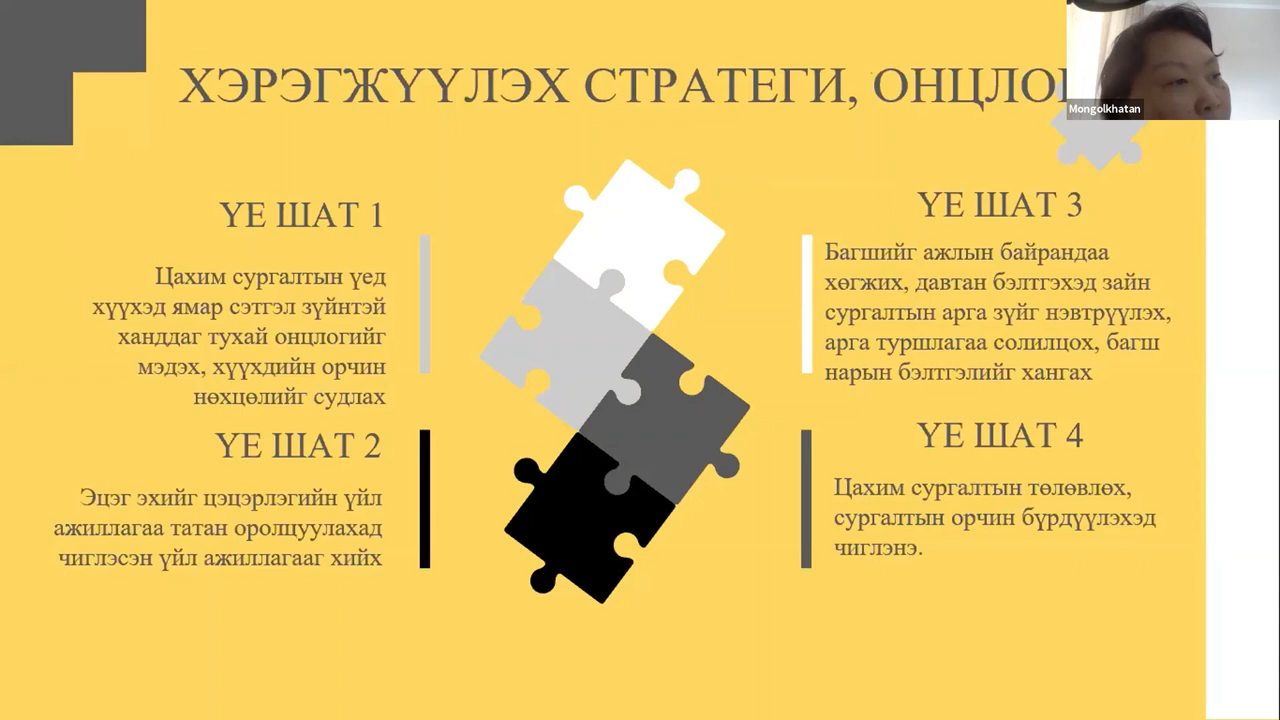 ХЭРЭГЖҮҮЛЭХ СТРАТЕГИ,
Mongolkhatan
ҮЕ ШАТ 1
Цахим сургалтын үед
хүүхэд ямар сэтгэл зүйнтэй
ханддаг тухай онцлогийг
мэдэх, хүүхдийн орчин
нөхцөлийг судлах
ҮЕ ШАТ 2
Эцэг эхийг цэцэрлэгийн үйл
ажиллагаа татан оролцуулахад
чиглэсэн үйл ажиллагааг хийх
ҮЕ ШАТ 3
Багшийг ажлын байрандаа
хөгжих, давтан бэлтгэхэд зайн
сургалтын арга зүйг нэвтрүүлэх,
арга туршлагаа солилцох, багш
нарын бэлтгэлийг хангах
ҮЕ ШАТ 4
Цахим сургалтын төлөвлөх,
сургалтын орчин бүрдүүлэхэд
чиглэнэ.